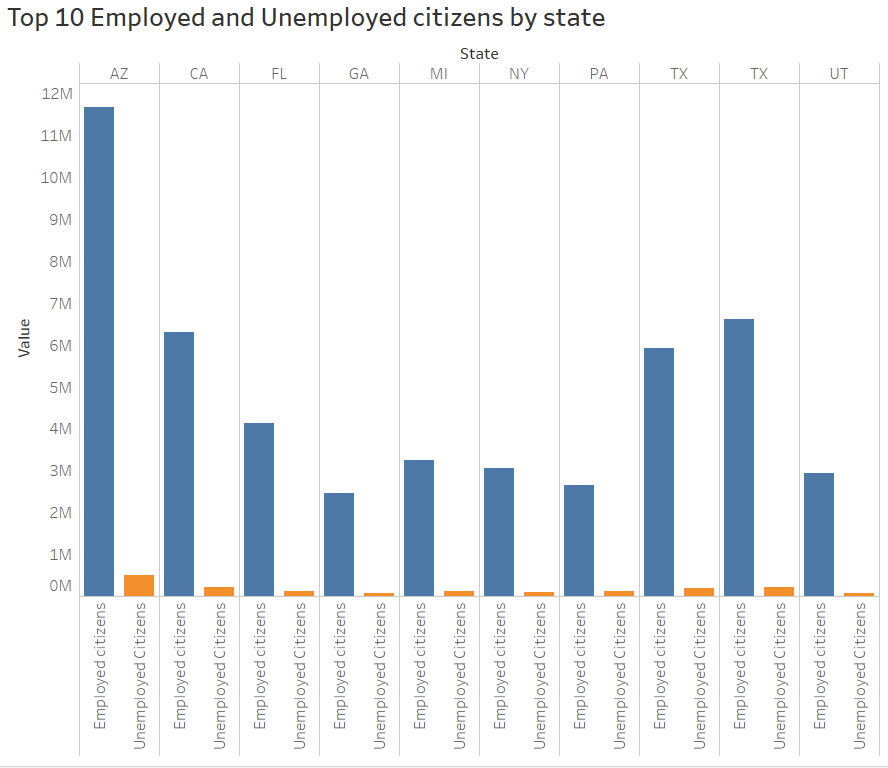 Top 10 Employed and Unemployed citizens by state
State
AZ CA FL GA MI NY PA TX TX UT
12M
11M
10M
9M
8M
7M
6M
5M
4M
3M
2M
1M
0M
Value
Employed citizens
Unemployed Citizens
Employed citizens
Unemployed Citizens
Employed citizens
Unemployed Citizens
Employed citizens
Unemployed Citizens
Employed citizens
Unemployed Citizens
Employed citizens
Unemployed Citizens
Employed citizens
Unemployed Citizens
Employed citizens
Unemployed Citizens
Employed citizens
Unemployed Citizens
Employed citizens
Unemployed Citizens